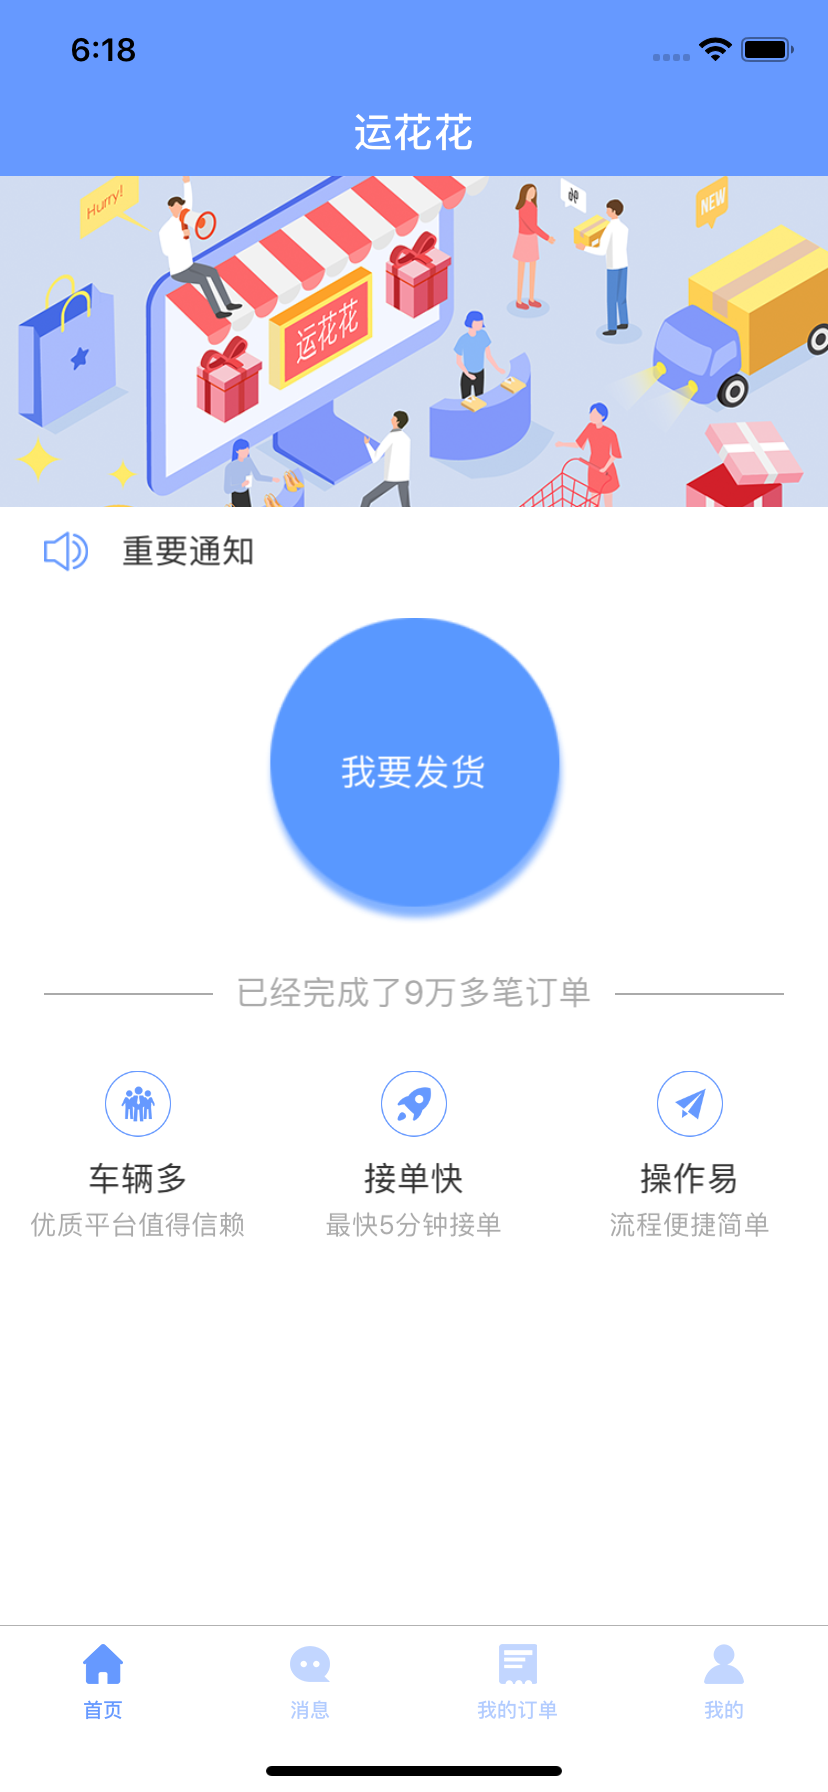 6:18
运花花
Hurry!
NEW
运花花
重要通知
我要发货
已经完成了9万多笔订单
车辆多
接单快
操作易
优质平台值得信赖
最快5分钟接单
流程便捷简单
首页
消息
我的订单
我的